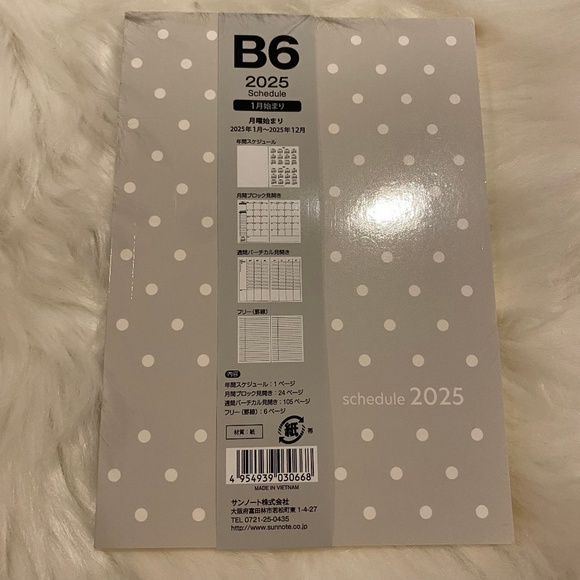 B6
2025
Schedule
1月始まり
月曜始まり
2025年1月～2025年12月
年間スケジュール
月間ブロック見開き
週間バーチカル見開き
フリー(罫線)
内容
年間スケジュール：1ページ
月間ブロック見開き：24ページ
週間バーチカル見開き：105ページ
フリー(罫線)：6ページ
材質：紙
紙
帯
4 954939 030668
MADE IN VIETNAM
サンノート株式会社
大阪府富田林市若松町東1-4-27
TEL 0721-25-0435
http://www.sunnote.co.jp
schedule 2025